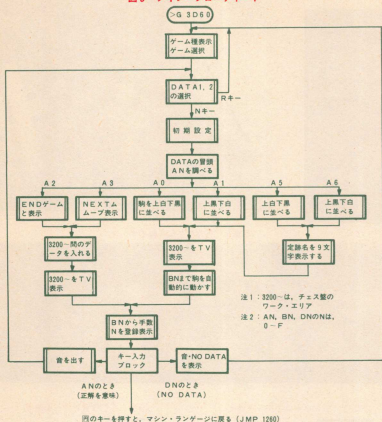 >G 3D60
ゲーム種表示
ゲーム選択
DATA1, 2
の選択
Rキー
Nキー
初期設定
DATAの冒頭
ANを調べる
A2
A3
A0
A1
A5
A6
ENDゲーム
と表示
NEXTム
ーブ表示
駒を上白下黒
に並べる
上黒下白に
並べる
上白下黒に
並べる
上黒下白
に並べる
3200~間のデ
ータを入れる
3200~をTV
表示
定跡名を9文
字表示する
3200~をTV
表示
BNまで駒を自
動的に動かす
注1:3200~は,チェス盤の
ワーク・エリア
注2:AN, BN, DNのNは,
0-F
BNから手数
Nを登録表示
音を出す
キー入力
ブロック
音・NO DATA
を表示
ANのとき
(正解を意味)
DNのとき
(NO DATA)
円のキーを押すと, マシン・ランゲージに戻る (JMP 1260)